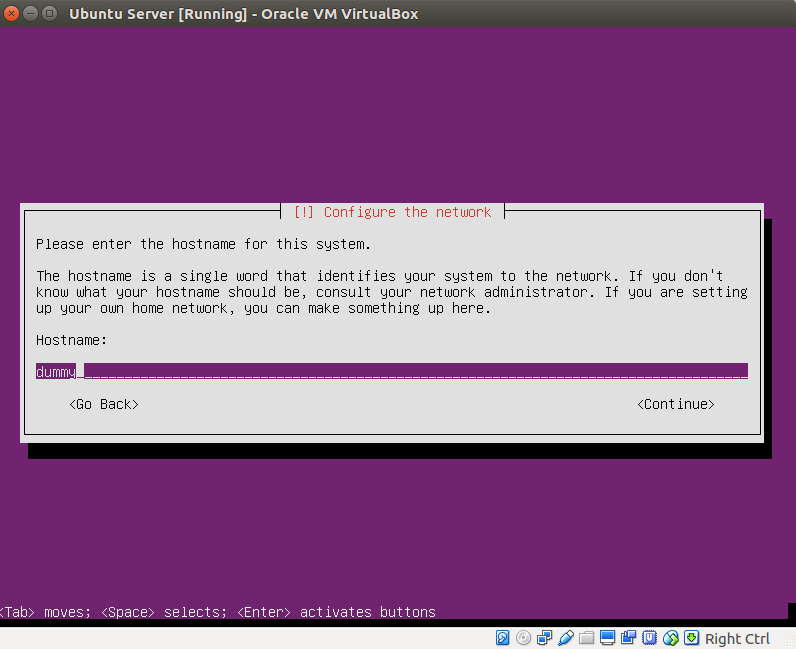 Ubuntu Server [Running] - Oracle VM VirtualBox
[!] Configure the network
Please enter the hostname for this system.
The hostname is a single word that identifies your system to the network. If you don't
know what your hostname should be, consult your network administrator. If you are setting
up your own home network, you can make something up here.
Hostname:
dummy
<Go Back> <Continue>
<Tab> moves; <Space> selects; <Enter> activates buttons
Right Ctrl